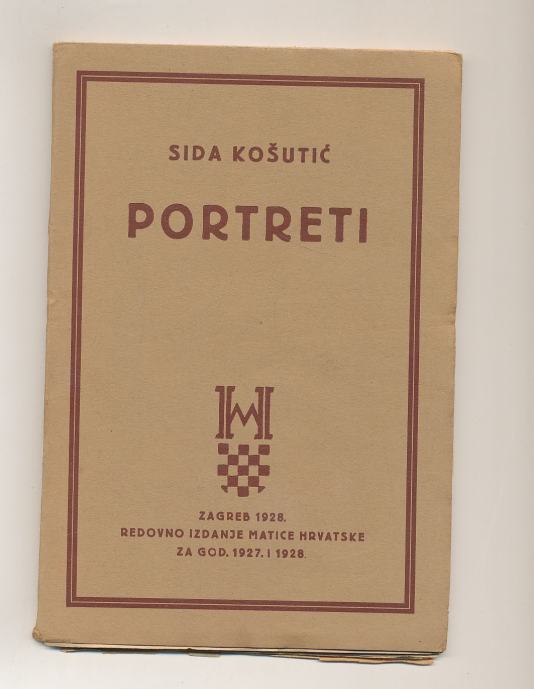 SIDA KOŠUTIĆ
PORTRETI
MH
ZAGREB 1928.
REDOVNO IZDANJE MATICE HRVATSKE
ZA GOD. 1927. I 1928.